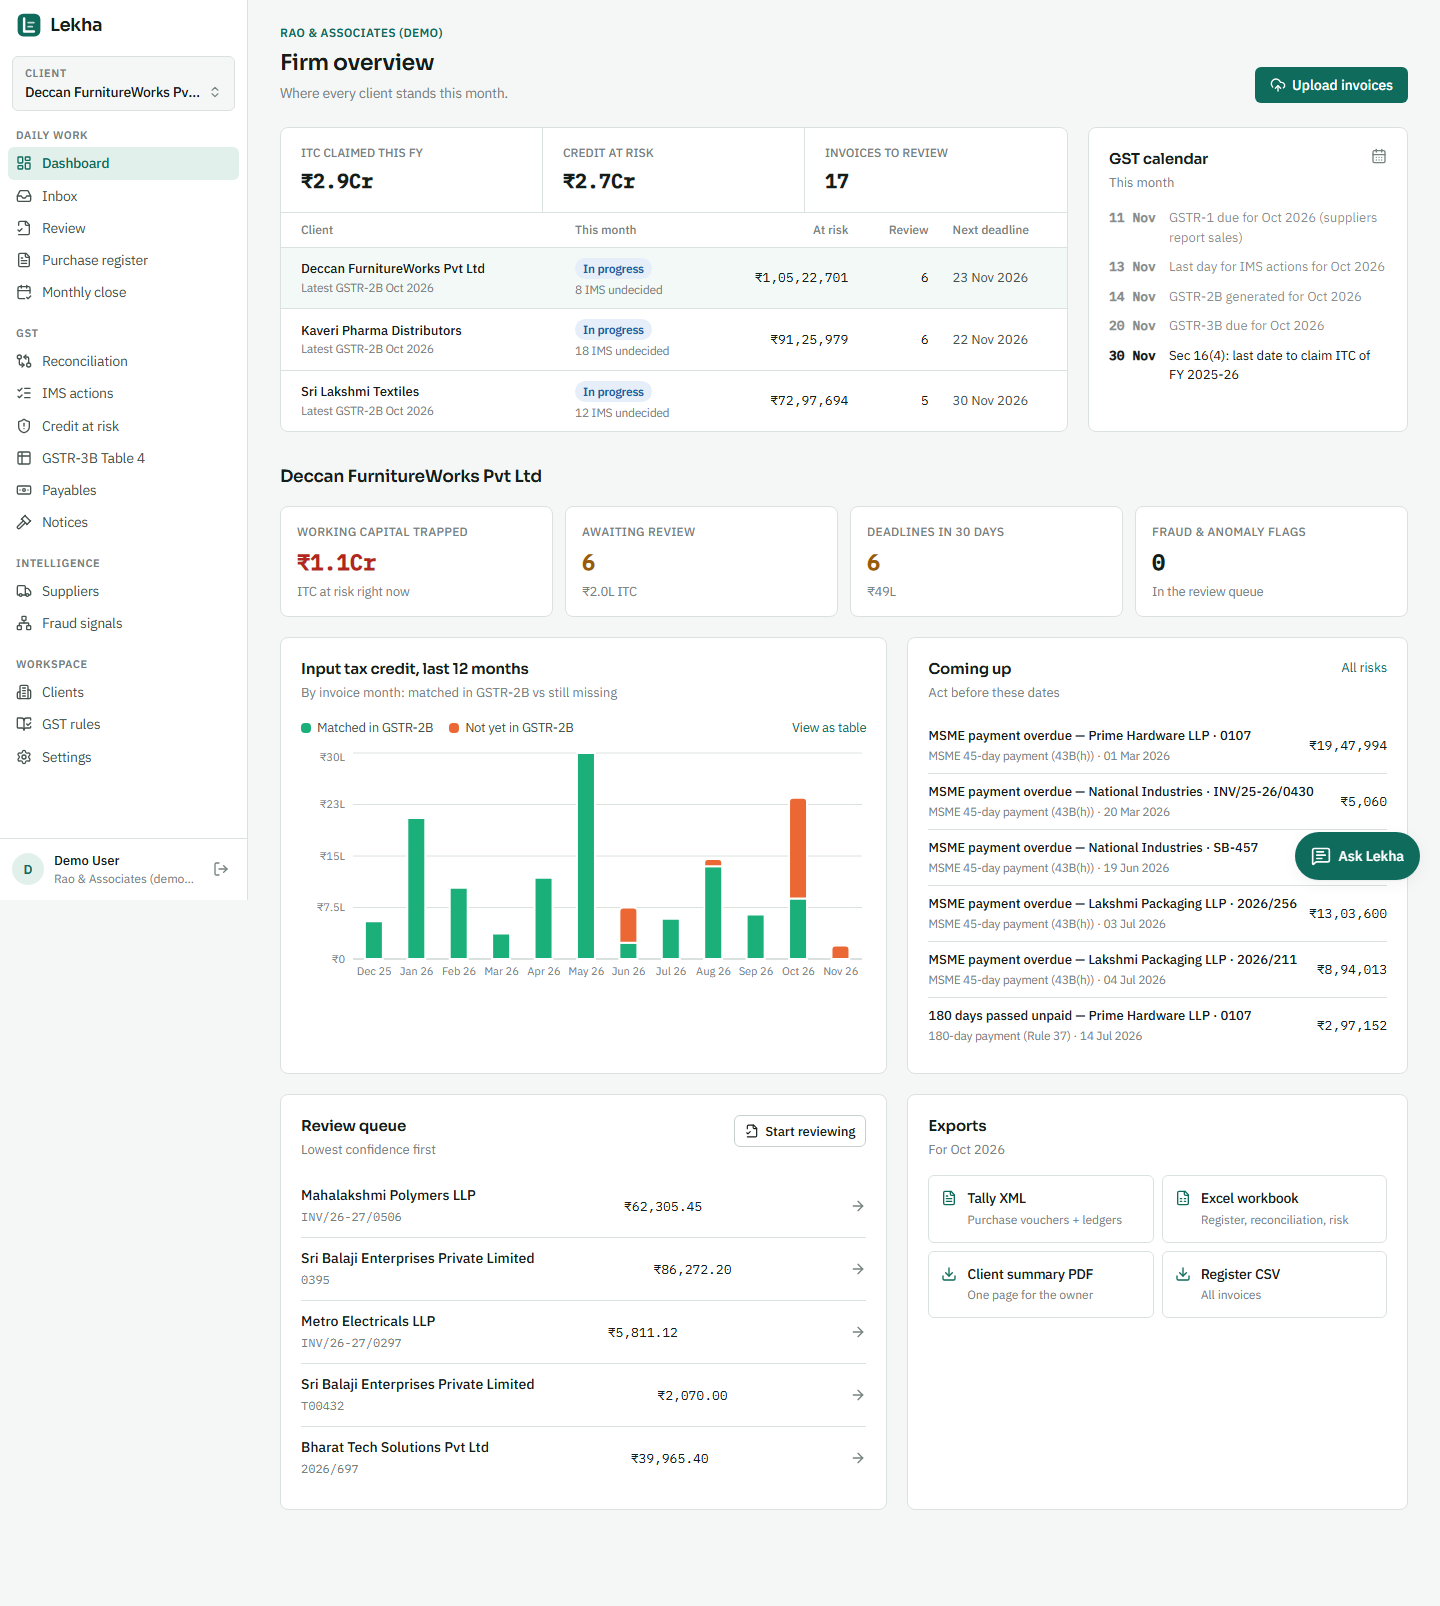 Lekha
CLIENT
Deccan FurnitureWorks Pv...
DAILY WORK
Dashboard
Inbox
Review
Purchase register
Monthly close
GST
Reconciliation
IMS actions
Credit at risk
GSTR-3B Table 4
Payables
Notices
INTELLIGENCE
Suppliers
Fraud signals
WORKSPACE
Clients
GST rules
Settings
D
Demo User
Rao & Associates (demo...
RAO & ASSOCIATES (DEMO)
Firm overview
Where every client stands this month.
Upload invoices
ITC CLAIMED THIS FY
₹2.9Cr
CREDIT AT RISK
₹2.7Cr
INVOICES TO REVIEW
17
Client This month At risk Review Next deadline
Deccan FurnitureWorks Pvt Ltd In progress ₹1,05,22,701 6 23 Nov 2026
Latest GSTR-2B Oct 2026 8 IMS undecided
Kaveri Pharma Distributors In progress ₹91,25,979 6 22 Nov 2026
Latest GSTR-2B Oct 2026 18 IMS undecided
Sri Lakshmi Textiles In progress ₹72,97,694 5 30 Nov 2026
Latest GSTR-2B Oct 2026 12 IMS undecided
GST calendar
This month
11 Nov GSTR-1 due for Oct 2026 (suppliers
report sales)
13 Nov Last day for IMS actions for Oct 2026
14 Nov GSTR-2B generated for Oct 2026
20 Nov GSTR-3B due for Oct 2026
30 Nov Sec 16(4): last date to claim ITC of
FY 2025-26
Deccan FurnitureWorks Pvt Ltd
WORKING CAPITAL TRAPPED
₹1.1Cr
ITC at risk right now
AWAITING REVIEW
6
₹2.0L ITC
DEADLINES IN 30 DAYS
6
₹49L
FRAUD & ANOMALY FLAGS
0
In the review queue
Input tax credit, last 12 months
By invoice month: matched in GSTR-2B vs still missing
Matched in GSTR-2B Not yet in GSTR-2B View as table
₹30L
₹23L
₹15L
₹7.5L
₹0
Dec 25 Jan 26 Feb 26 Mar 26 Apr 26 May 26 Jun 26 Jul 26 Aug 26 Sep 26 Oct 26 Nov 26
Coming up All risks
Act before these dates
MSME payment overdue — Prime Hardware LLP · 0107 ₹19,47,994
MSME 45-day payment (43B(h)) · 01 Mar 2026
MSME payment overdue — National Industries · INV/25-26/0430 ₹5,060
MSME 45-day payment (43B(h)) · 20 Mar 2026
MSME payment overdue — National Industries · SB-457
MSME 45-day payment (43B(h)) · 19 Jun 2026
Ask Lekha
MSME payment overdue — Lakshmi Packaging LLP · 2026/256 ₹13,03,600
MSME 45-day payment (43B(h)) · 03 Jul 2026
MSME payment overdue — Lakshmi Packaging LLP · 2026/211 ₹8,94,013
MSME 45-day payment (43B(h)) · 04 Jul 2026
180 days passed unpaid — Prime Hardware LLP · 0107 ₹2,97,152
180-day payment (Rule 37) · 14 Jul 2026
Review queue Start reviewing
Lowest confidence first
Mahalakshmi Polymers LLP ₹62,305.45
INV/26-27/0506
Sri Balaji Enterprises Private Limited ₹86,272.20
0395
Metro Electricals LLP ₹5,811.12
INV/26-27/0297
Sri Balaji Enterprises Private Limited ₹2,070.00
T00432
Bharat Tech Solutions Pvt Ltd ₹39,965.40
2026/697
Exports
For Oct 2026
Tally XML
Purchase vouchers + ledgers
Excel workbook
Register, reconciliation, risk
Client summary PDF
One page for the owner
Register CSV
All invoices